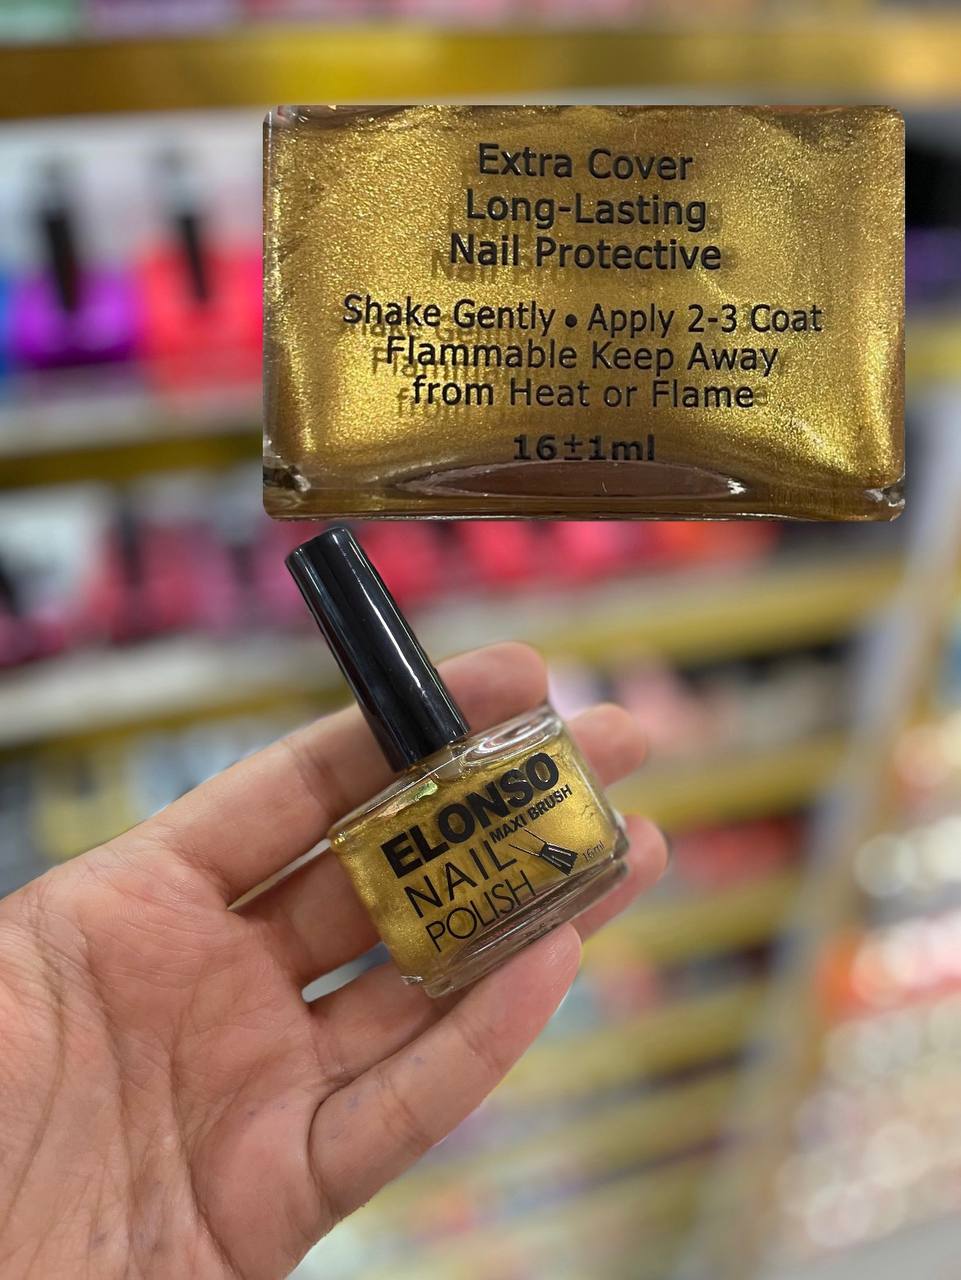 Extra Cover
Long-Lasting
Nail Protective
Shake Gently • Apply 2-3 Coat
Flammable Keep Away
from Heat or Flame
16±1ml
ELONSO
MAXI BRUSH
NAIL
POLISH
16ml